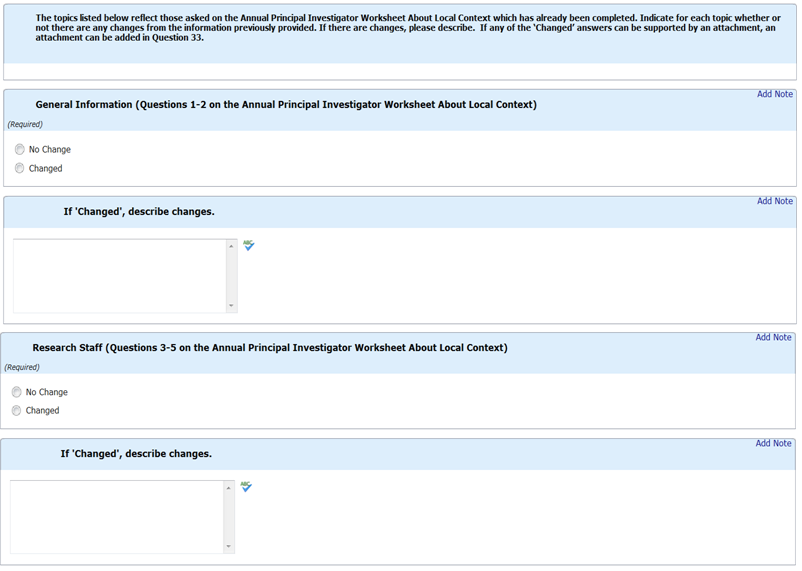 The topics listed below reflect those asked on the Annual Principal Investigator Worksheet About Local Context which has already been completed. Indicate for each topic whether or
not there are any changes from the information previously provided. If there are changes, please describe.  If any of the ‘Changed’ answers can be supported by an attachment, an
attachment can be added in Question 33.
Add Note
General Information (Questions 1-2 on the Annual Principal Investigator Worksheet About Local Context)
(Required)
No Change
Changed
Add Note
If 'Changed', describe changes.
ABC
Add Note
Research Staff (Questions 3-5 on the Annual Principal Investigator Worksheet About Local Context)
(Required)
No Change
Changed
Add Note
If 'Changed', describe changes.
ABC